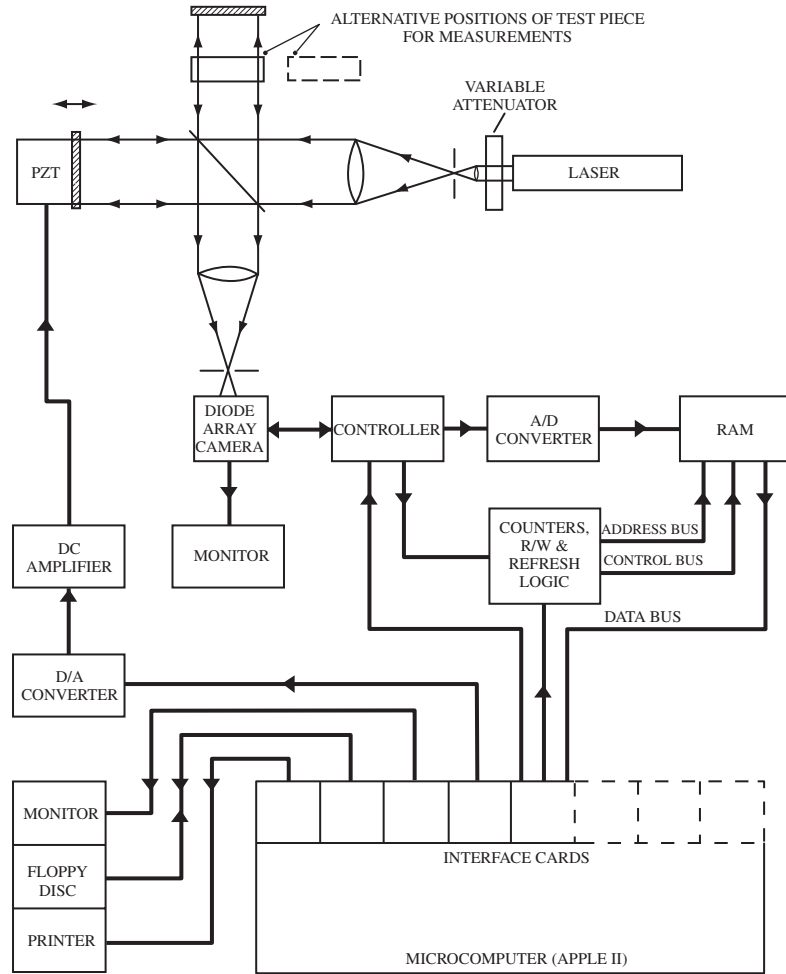 ALTERNATIVE POSITIONS OF TEST PIECE
FOR MEASUREMENTS
VARIABLE
ATTENUATOR
PZT
LASER
DIODE
ARRAY
CAMERA
CONTROLLER
A/D
CONVERTER
RAM
DC
AMPLIFIER
MONITOR
COUNTERS,
R/W &
REFRESH
LOGIC
ADDRESS BUS
CONTROL BUS
DATA BUS
D/A
CONVERTER
MONITOR
FLOPPY
DISC
PRINTER
INTERFACE CARDS
MICROCOMPUTER (APPLE II)